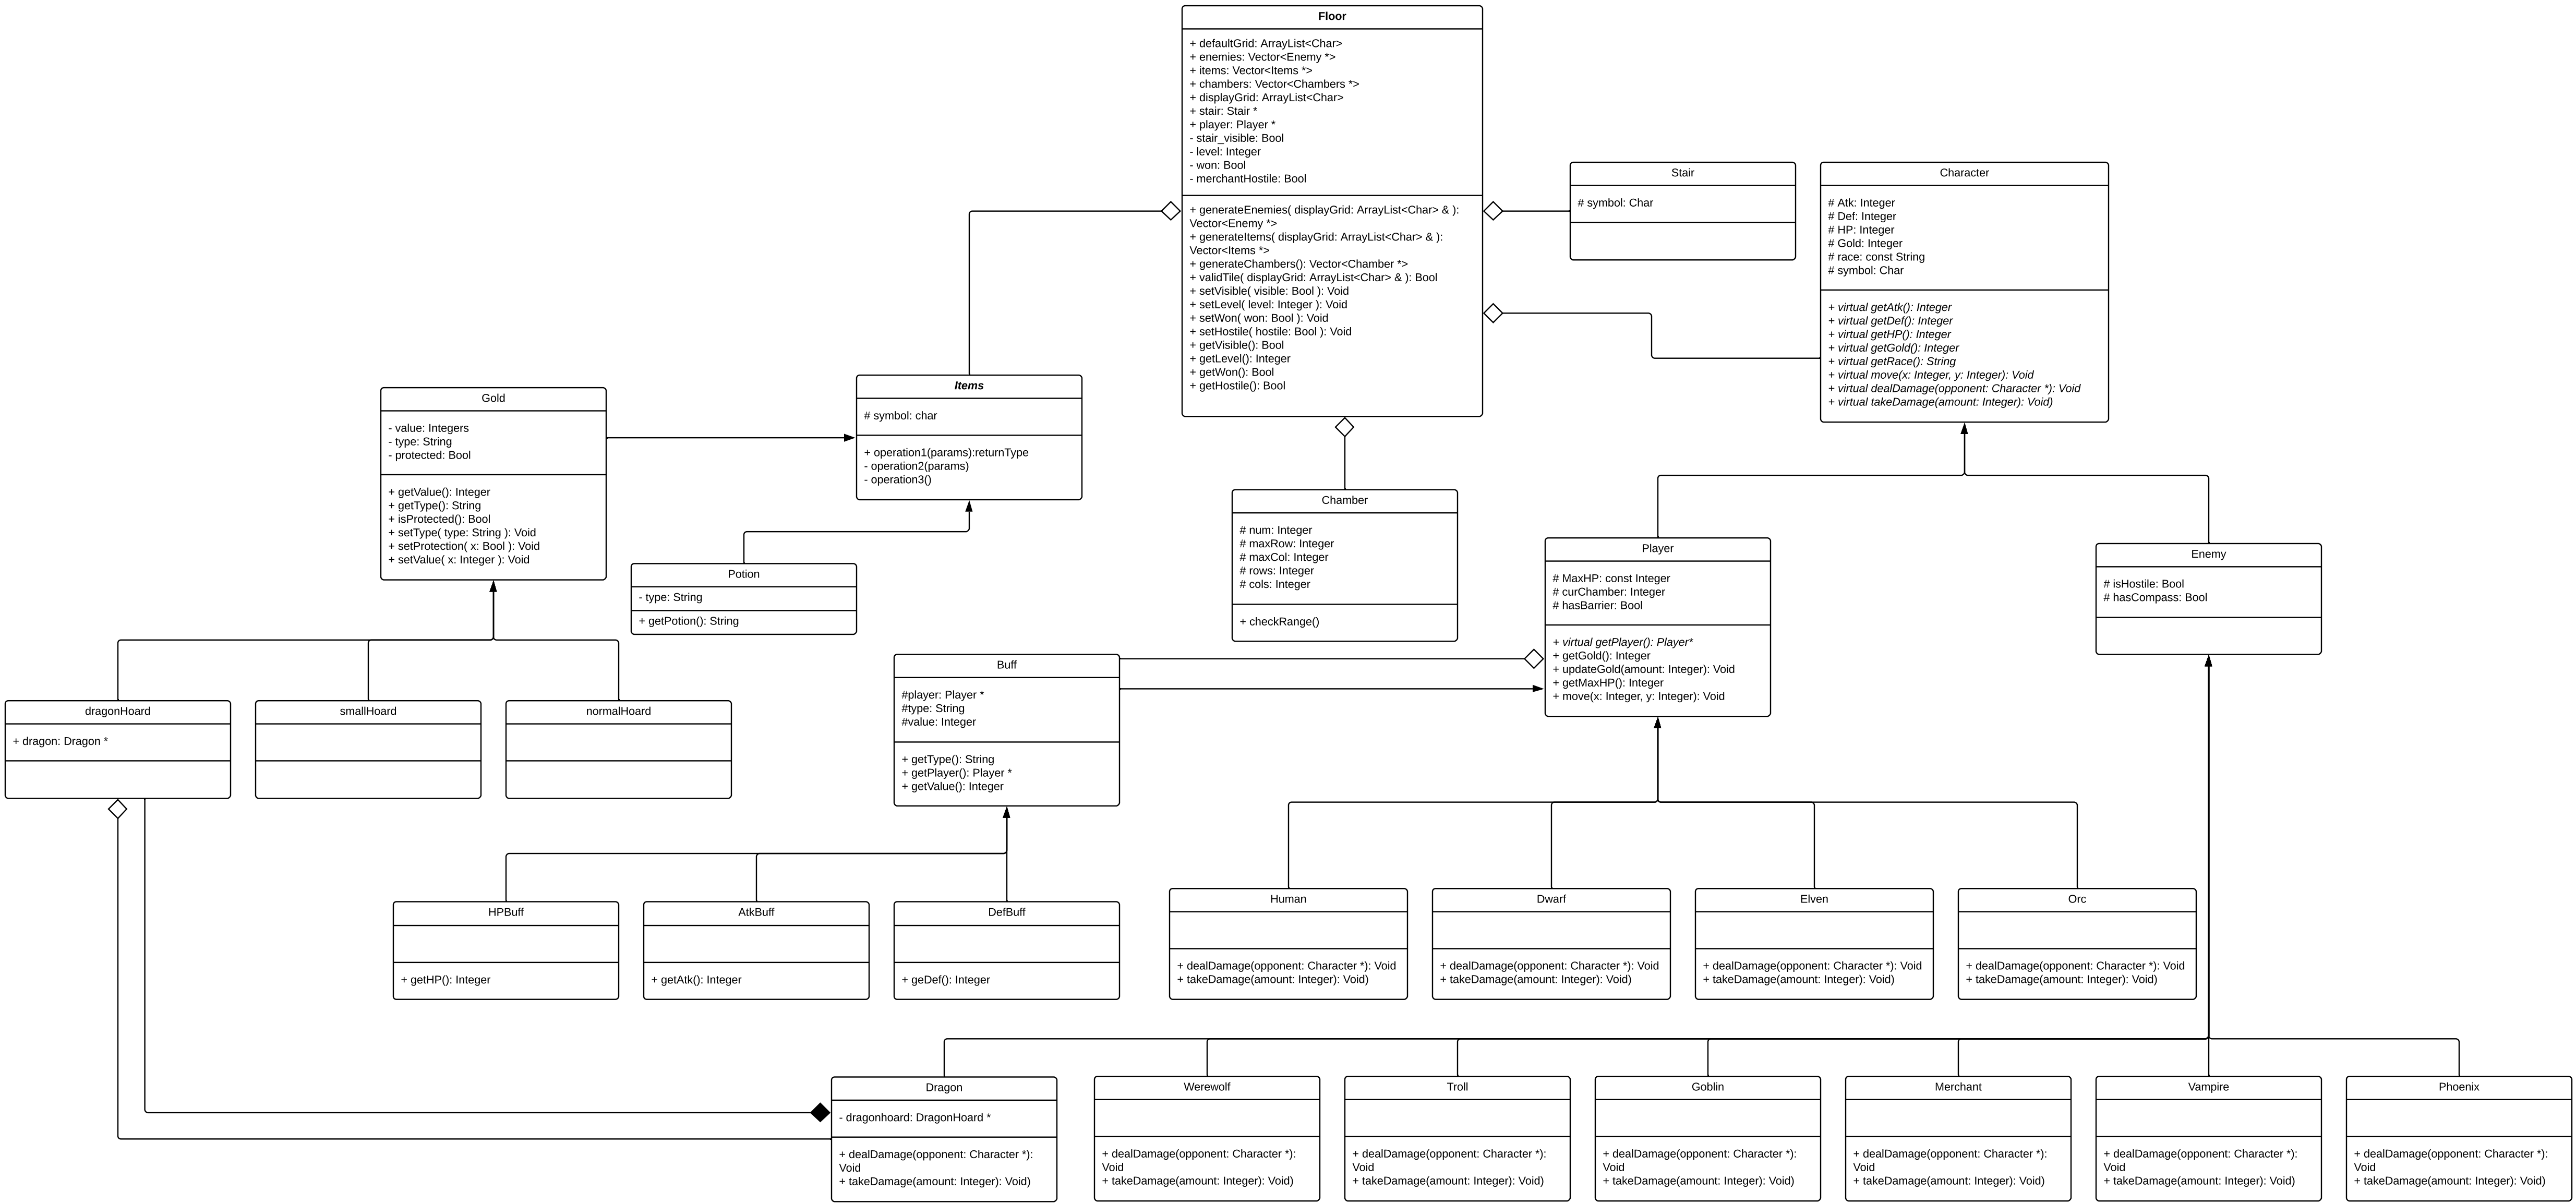 Floor
+ defaultGrid: ArrayList<Char>
+ enemies: Vector<Enemy *>
+ items: Vector<Items *>
+ chambers: Vector<Chambers *>
+ displayGrid: ArrayList<Char>
+ stair: Stair *
+ player: Player *
- stair_visible: Bool
- level: Integer
- won: Bool
- merchantHostile: Bool
+ generateEnemies( displayGrid: ArrayList<Char> & ):
Vector<Enemy *>
+ generateItems( displayGrid: ArrayList<Char> & ):
Vector<Items *>
+ generateChambers(): Vector<Chamber *>
+ validTile( displayGrid: ArrayList<Char> & ): Bool
+ setVisible( visible: Bool ): Void
+ setLevel( level: Integer ): Void
+ setWon( won: Bool ): Void
+ setHostile( hostile: Bool ): Void
+ getVisible(): Bool
+ getLevel(): Integer
+ getWon(): Bool
+ getHostile(): Bool
Stair
# symbol: Char
Character
# Atk: Integer
# Def: Integer
# HP: Integer
# Gold: Integer
# race: const String
# symbol: Char
+ virtual getAtk(): Integer
+ virtual getDef(): Integer
+ virtual getHP(): Integer
+ virtual getGold(): Integer
+ virtual getRace(): String
+ virtual move(x: Integer, y: Integer): Void
+ virtual dealDamage(opponent: Character *): Void
+ virtual takeDamage(amount: Integer): Void)
Items
# symbol: char
+ operation1(params):returnType
- operation2(params)
- operation3()
Gold
- value: Integers
- type: String
- protected: Bool
+ getValue(): Integer
+ getType(): String
+ isProtected(): Bool
+ setType( type: String ): Void
+ setProtection( x: Bool ): Void
+ setValue( x: Integer ): Void
Chamber
# num: Integer
# maxRow: Integer
# maxCol: Integer
# rows: Integer
# cols: Integer
+ checkRange()
Player
# MaxHP: const Integer
# curChamber: Integer
# hasBarrier: Bool
+ virtual getPlayer(): Player*
+ getGold(): Integer
+ updateGold(amount: Integer): Void
+ getMaxHP(): Integer
+ move(x: Integer, y: Integer): Void
Enemy
# isHostile: Bool
# hasCompass: Bool
Potion
- type: String
+ getPotion(): String
Buff
#player: Player *
#type: String
#value: Integer
+ getType(): String
+ getPlayer(): Player *
+ getValue(): Integer
dragonHoard
+ dragon: Dragon *
smallHoard
normalHoard
HPBuff
+ getHP(): Integer
AtkBuff
+ getAtk(): Integer
DefBuff
+ geDef(): Integer
Human
+ dealDamage(opponent: Character *): Void
+ takeDamage(amount: Integer): Void)
Dwarf
+ dealDamage(opponent: Character *): Void
+ takeDamage(amount: Integer): Void)
Elven
+ dealDamage(opponent: Character *): Void
+ takeDamage(amount: Integer): Void)
Orc
+ dealDamage(opponent: Character *): Void
+ takeDamage(amount: Integer): Void)
Dragon
- dragonhoard: DragonHoard *
+ dealDamage(opponent: Character *):
Void
+ takeDamage(amount: Integer): Void)
Werewolf
+ dealDamage(opponent: Character *):
Void
+ takeDamage(amount: Integer): Void)
Troll
+ dealDamage(opponent: Character *):
Void
+ takeDamage(amount: Integer): Void)
Goblin
+ dealDamage(opponent: Character *):
Void
+ takeDamage(amount: Integer): Void)
Merchant
+ dealDamage(opponent: Character *):
Void
+ takeDamage(amount: Integer): Void)
Vampire
+ dealDamage(opponent: Character *):
Void
+ takeDamage(amount: Integer): Void)
Phoenix
+ dealDamage(opponent: Character *):
Void
+ takeDamage(amount: Integer): Void)